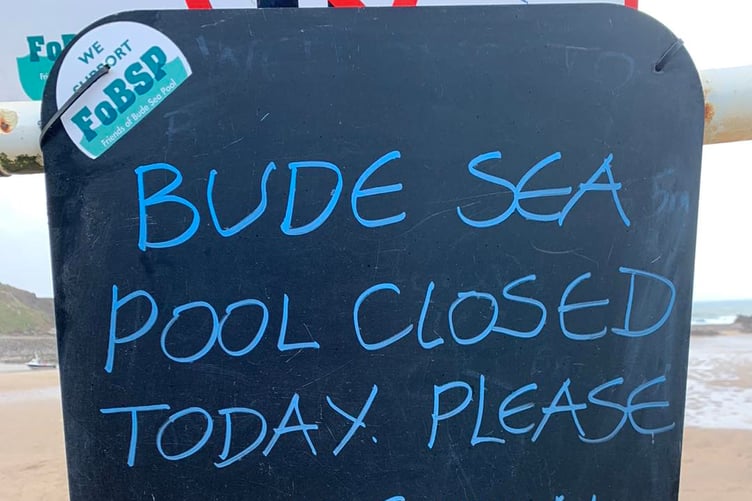 WE
SUPPORT
FoBSP
Friends of Bude Sea Pool
BUDE SEA
POOL CLOSED
TODAY. PLEASE